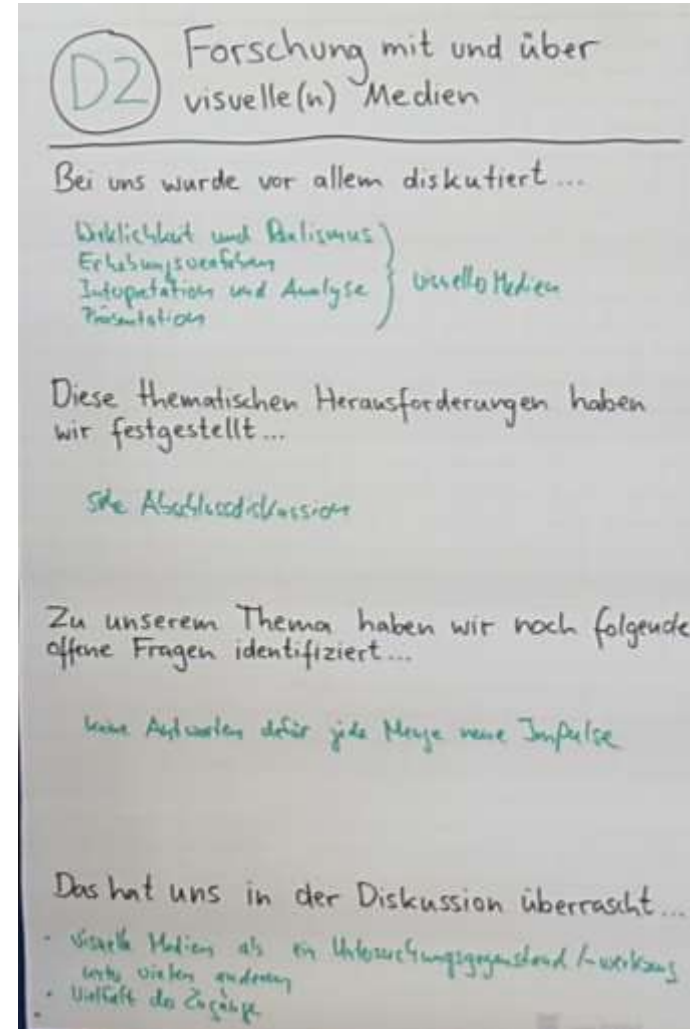 D2
Forschung mit und über
visuelle(n) Medien
Bei uns wurde vor allem diskutiert...
Wirklichkeit und Realismus
Erhebungsverfahren
Interpretation und Analyse
visuelle Medien
Präsentation
Diese thematischen Herausforderungen haben
wir festgestellt...
siehe Abschlussdiskussion
Zu unserem Thema haben wir noch folgende
offene Fragen identifiziert...
keine Antworten dafür jede Menge neue Impulse
Das hat uns in der Diskussion überrascht...
· visuelle Medien als ein Untersuchungsgegenstand /-werkzeug
unter vielen anderen
· Vielfalt der Zugänge
·